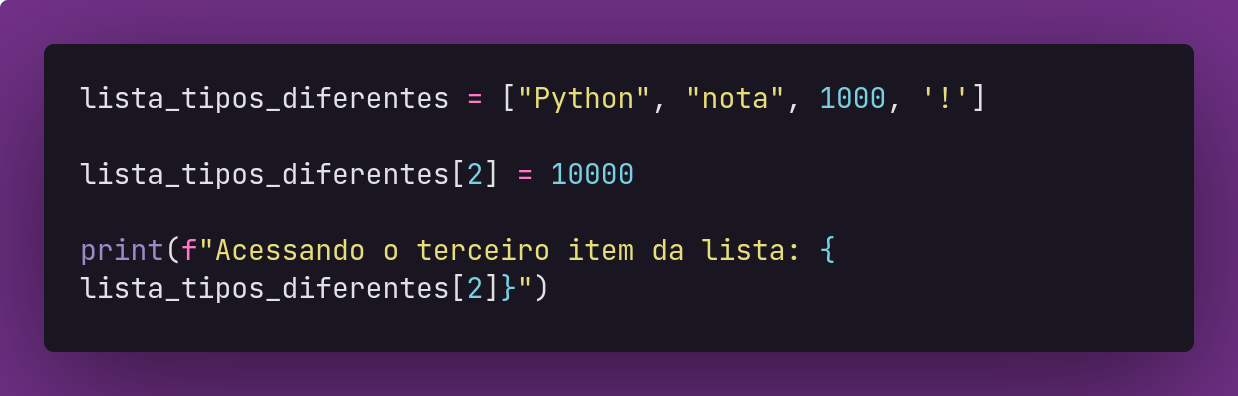 lista_tipos_diferentes = ["Python", "nota", 1000, '!']
lista_tipos_diferentes[2] = 10000
print(f"Acessando o terceiro item da lista: {
lista_tipos_diferentes[2]}")